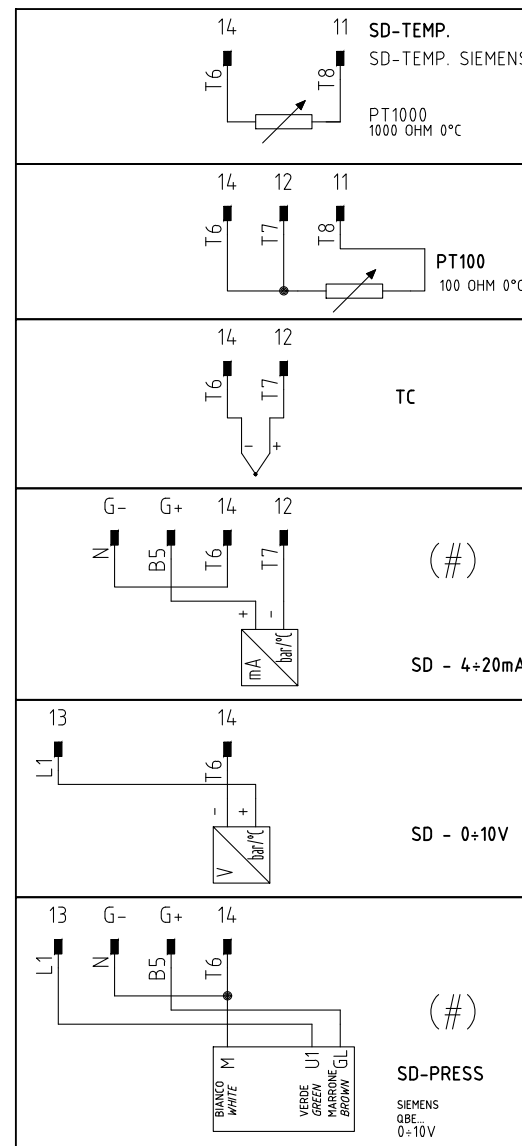 14 11 SD-TEMP.
SD-TEMP. SIEMENS
T6 T8
PT1000
1000 OHM 0°C
14 12 11
T6 T7 T8
PT100
100 OHM 0°C
14 12
T6 T7
TC
- +
G- G+ 14 12
N B5 T6 T7
(#)
+ -
mA bar/°C
SD - 4÷20mA
13 14
L1 T6
- +
V bar/°C
SD - 0÷10V
13 G- G+ 14
L1 N B5 T6
(#)
M U1 GL
BIANCO VERDE MARRONE
WHITE GREEN BROWN
SD-PRESS
SIEMENS
QBE...
0÷10V